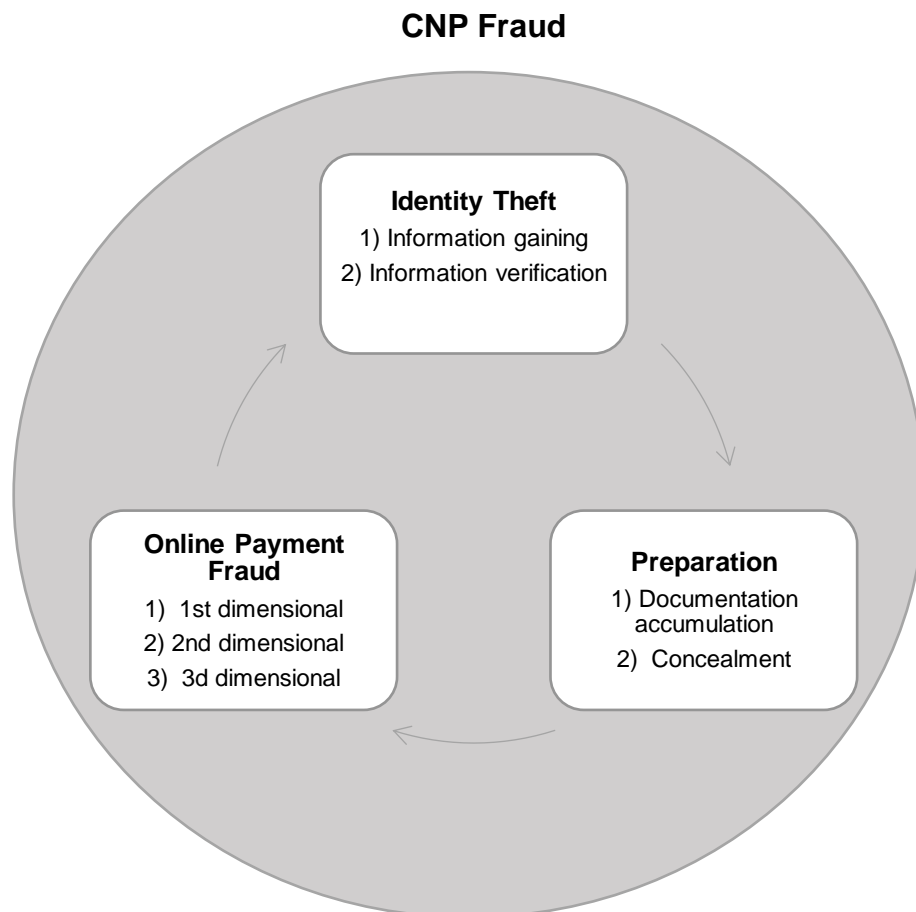 CNP Fraud
Identity Theft
1) Information gaining
2) Information verification
Online Payment
Fraud
1) 1st dimensional
2) 2nd dimensional
3) 3d dimensional
Preparation
1) Documentation
accumulation
2) Concealment